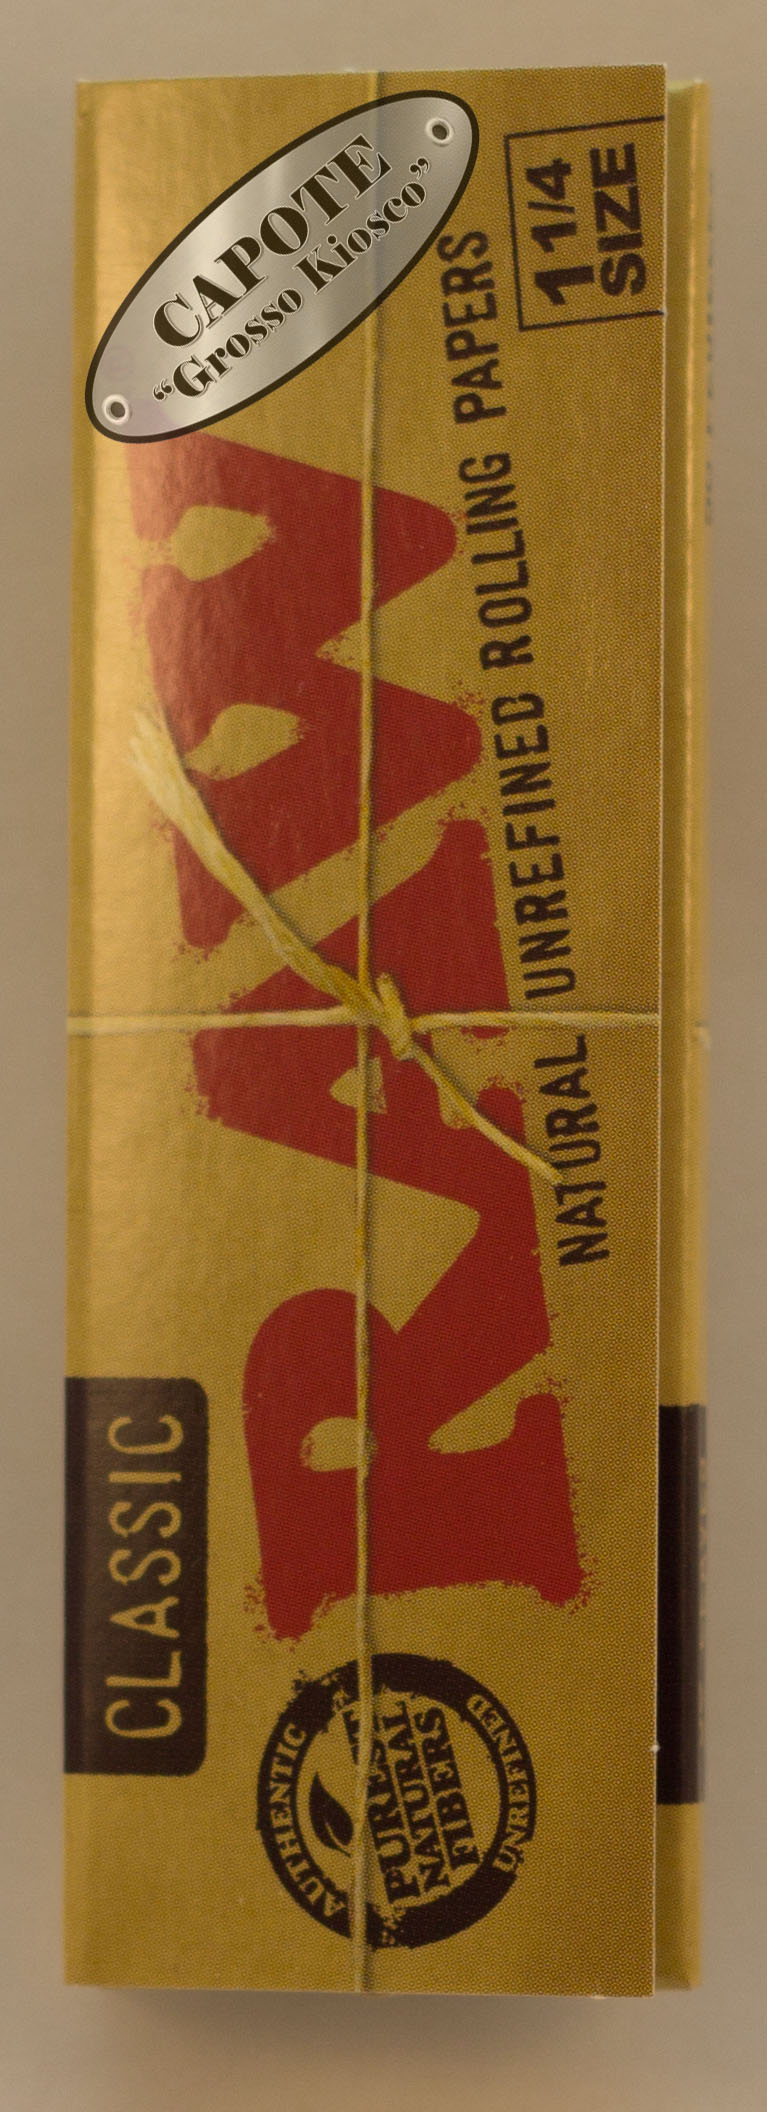 CAPOTE
“Grosso Kiosco”
1 1/4
SIZE
CLASSIC
RAW
NATURAL UNREFINED ROLLING PAPERS
AUTHENTIC
PUREST
NATURAL
FIBERS
UNREFINED